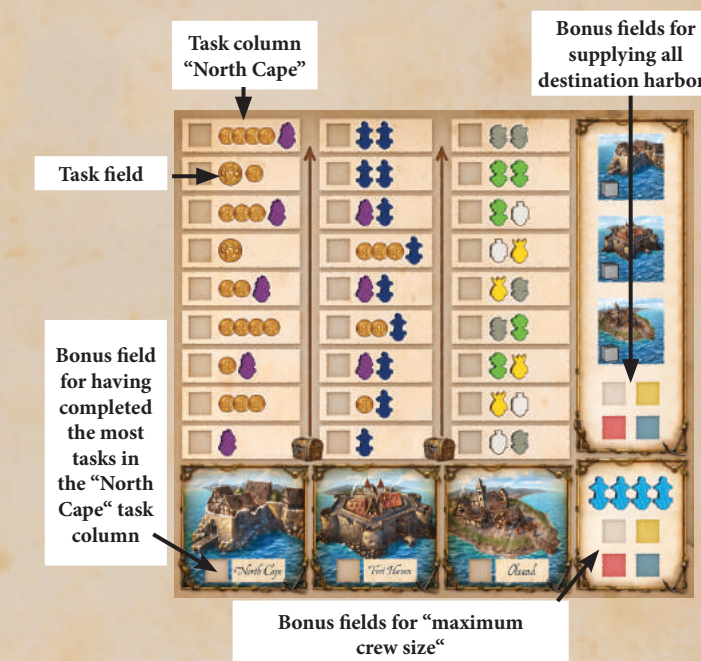 Task column
“North Cape”
Bonus fields for
supplying all
destination harbor
Task field
Bonus field
for having
completed
the most
tasks in
the “North
Cape“ task
column
North Cape
Fort Haven
Olsund
Bonus fields for “maximum
crew size“